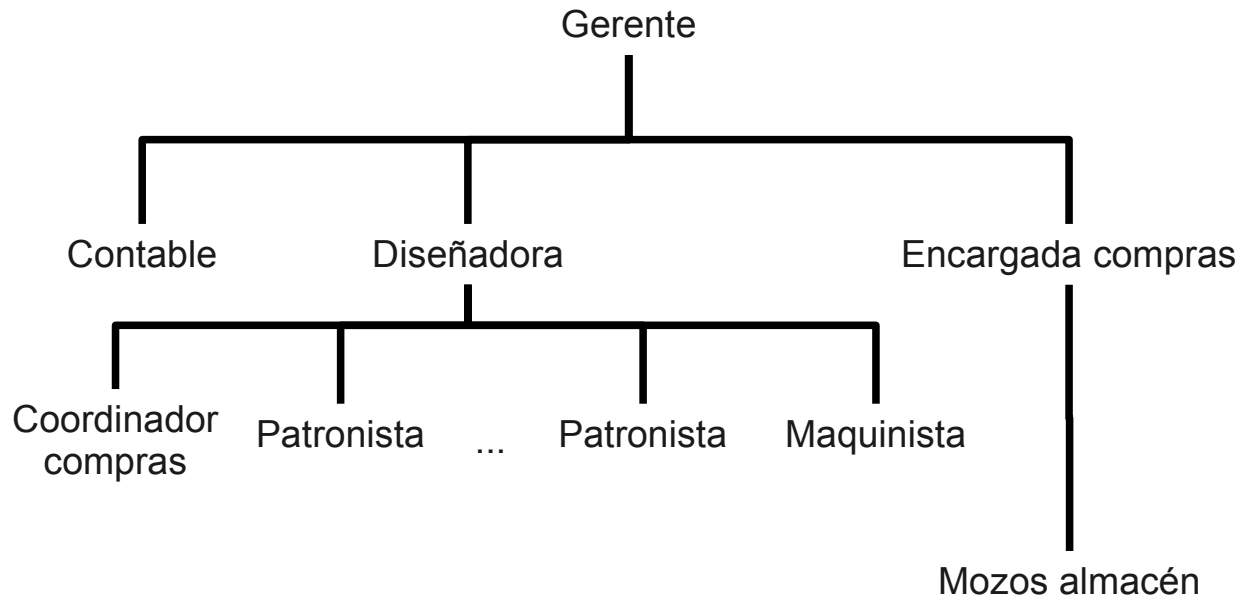 Gerente
Contable
Diseñadora
Encargada compras
Coordinador
compras
Patronista
...
Patronista
Maquinista
Mozos almacén